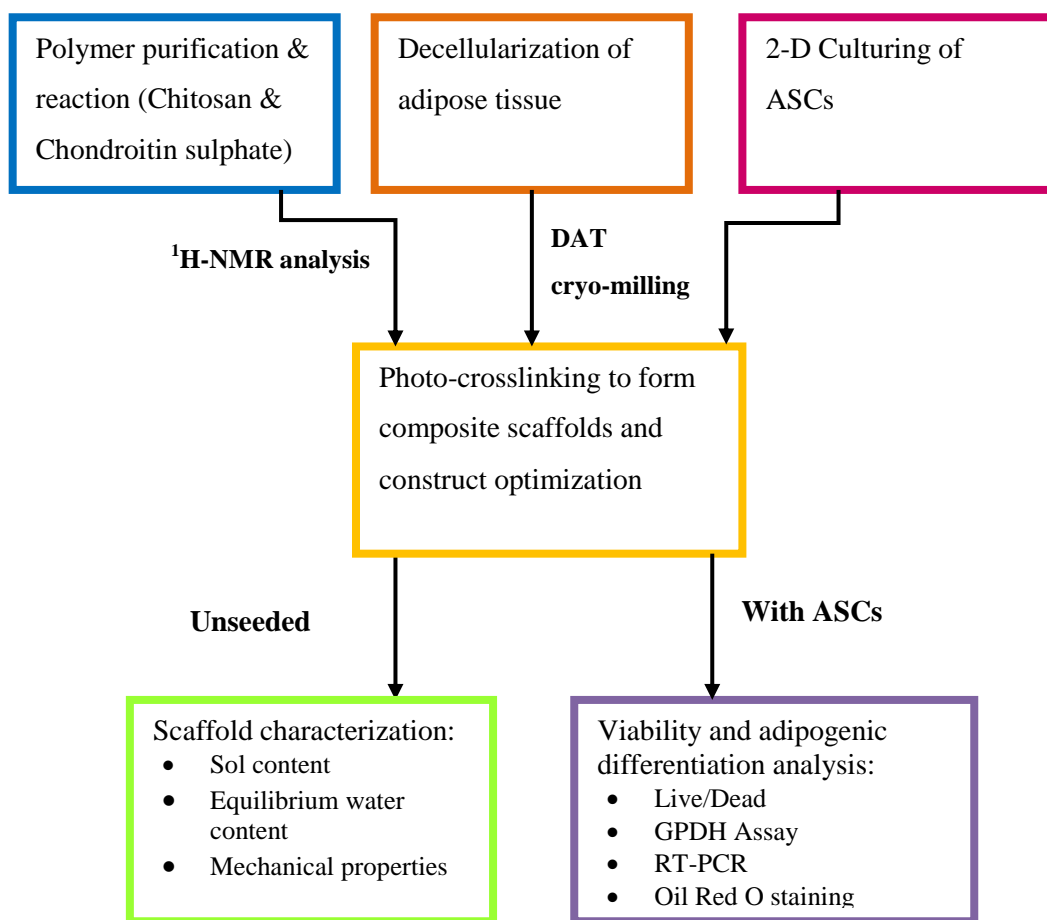 Polymer purification &
reaction (Chitosan &
Chondroitin sulphate)
Decellularization of
adipose tissue
2-D Culturing of
ASCs
¹H-NMR analysis
DAT
cryo-milling
Photo-crosslinking to form
composite scaffolds and
construct optimization
Unseeded
With ASCs
Scaffold characterization:
• Sol content
• Equilibrium water
content
• Mechanical properties
Viability and adipogenic
differentiation analysis:
• Live/Dead
• GPDH Assay
• RT-PCR
• Oil Red O staining